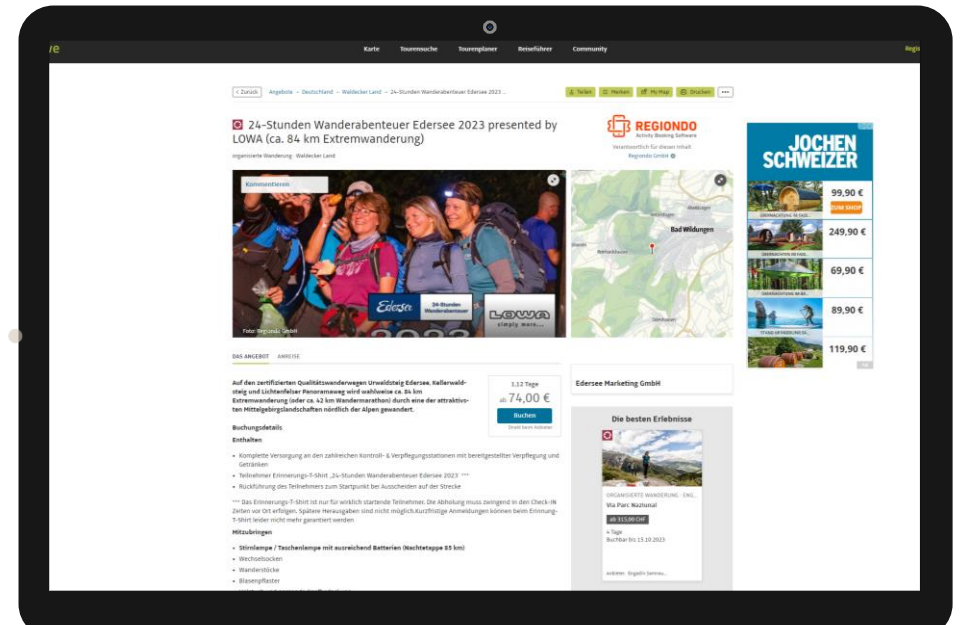 Karte Tourensuche Tourenplaner Reiseführer Community
< Zurück Angebote Deutschland Waldecker Land 24-Stunden Wanderabenteuer Edersee 2023 ...
Teilen Merken My Map Drucken
24-Stunden Wanderabenteuer Edersee 2023 presented by
LOWA (ca. 84 km Extremwanderung)
organisierte Wanderung · Waldecker Land
REGIONDO
Activity Booking Software
Verantwortlich für diesen Inhalt
Regiondo GmbH
Kommentieren
Edersee
24-Stunden
Wanderabenteuer
LOWA
simply more...
Foto: Regiondo GmbH
Bad Wildungen
JOCHEN
SCHWEIZER
99,90 €
ZUM SHOP
249,90 €
69,90 €
89,90 €
119,90 €
DAS ANGEBOT ANREISE
Auf den zertifizierten Qualitätswanderwegen Urwaldsteig Edersee, Kellerwald-
steig und Lichtenfelser Panoramaweg wird wahlweise ca. 84 km
Extremwanderung (oder ca. 42 km Wandermarathon) durch eine der attraktivs-
ten Mittelgebirgslandschaften nördlich der Alpen gewandert.
1,12 Tage
ab 74,00 €
Buchen
Direkt beim Anbieter
Buchungsdetails
Enthalten
• Komplette Versorgung an den zahlreichen Kontroll- & Verpflegungsstationen mit bereitgestellter Verpflegung und
Getränken
• Teilnehmer Erinnerungs-T-Shirt „24-Stunden Wanderabenteuer Edersee 2023 ***
• Rückführung des Teilnehmers zum Startpunkt bei Ausscheiden auf der Strecke
*** Das Erinnerungs-T-Shirt ist nur für wirklich startende Teilnehmer. Die Abholung muss zwingend in den Check-IN
Zeiten vor Ort erfolgen. Spätere Herausgaben sind nicht möglich.Kurzfristige Anmeldungen können beim Erinnung-
T-Shirt leider nicht mehr garantiert werden
Mitzubringen
• Stirnlampe / Taschenlampe mit ausreichend Batterien (Nachtetappe 85 km)
• Wechselsocken
• Wanderstöcke
• Blasenpflaster
Edersee Marketing GmbH
Die besten Erlebnisse
ORGANISIERTE WANDERUNG · ENG...
Via Parc Naziunal
ab 315,00 CHF
4 Tage
Buchbar bis 13.10.2023